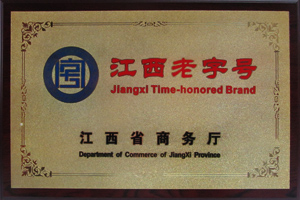 江西老字号
Jiangxi Time-honored Brand
江西省商务厅
Department of Commerce of JiangXi Province